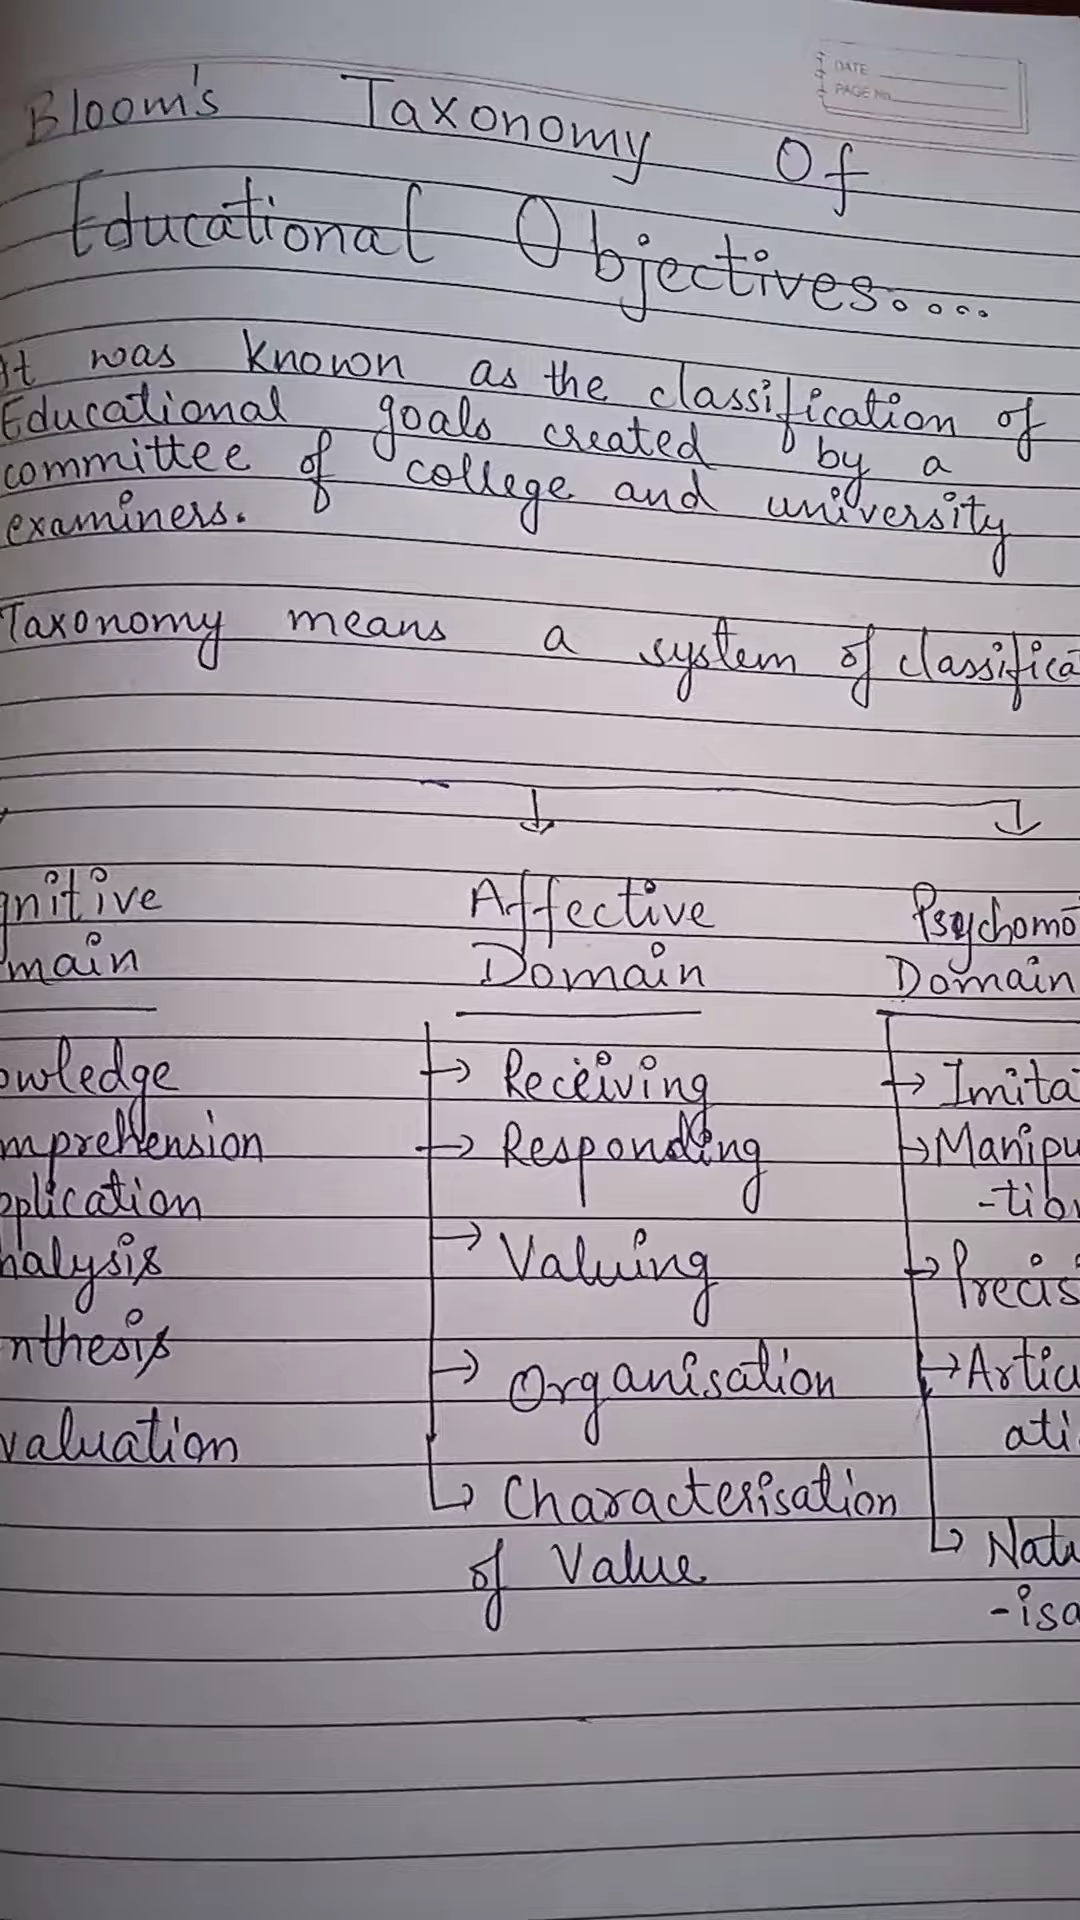 DATE
PAGE No.
Bloom's Taxonomy Of
Educational Objectives....
It was known as the classification of
Educational goals created by a
committee of college and university
examiners.
Taxonomy means a system of classifica
gnitive Affective Psychomo
main Domain Domain
owledge → Receiving → Imita
mprehension → Responding → Manipu
pplication -tion
nalysis → Valuing → Precis
nthesis → Organisation → Articu
valuation ati
↳ Characterisation
of Value ↳ Natu
-isa